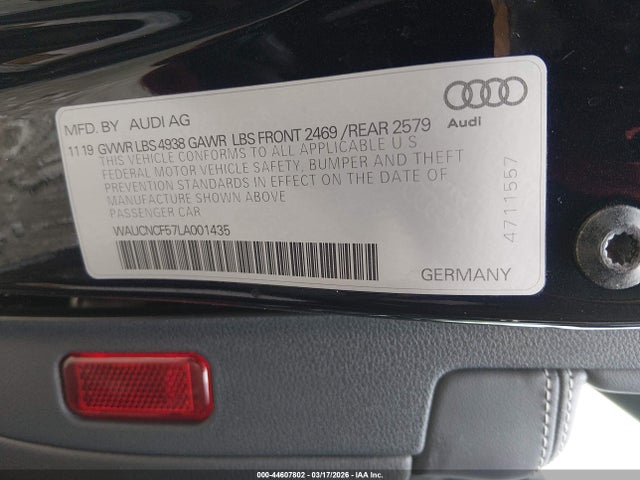 MFD. BY AUDI AG
11 19 GVWR LBS 4938 GAWR LBS FRONT 2469 /REAR 2579
THIS VEHICLE CONFORMS TO ALL APPLICABLE U S
FEDERAL MOTOR VEHICLE SAFETY, BUMPER AND THEFT
PREVENTION STANDARDS IN EFFECT ON THE DATE OF
MANUFACTURE SHOWN ABOVE
PASSENGER CAR
WAUCNCF57LA001435
Audi
4711557
GERMANY
000-44607802 - 03/17/2026 - IAA Inc.